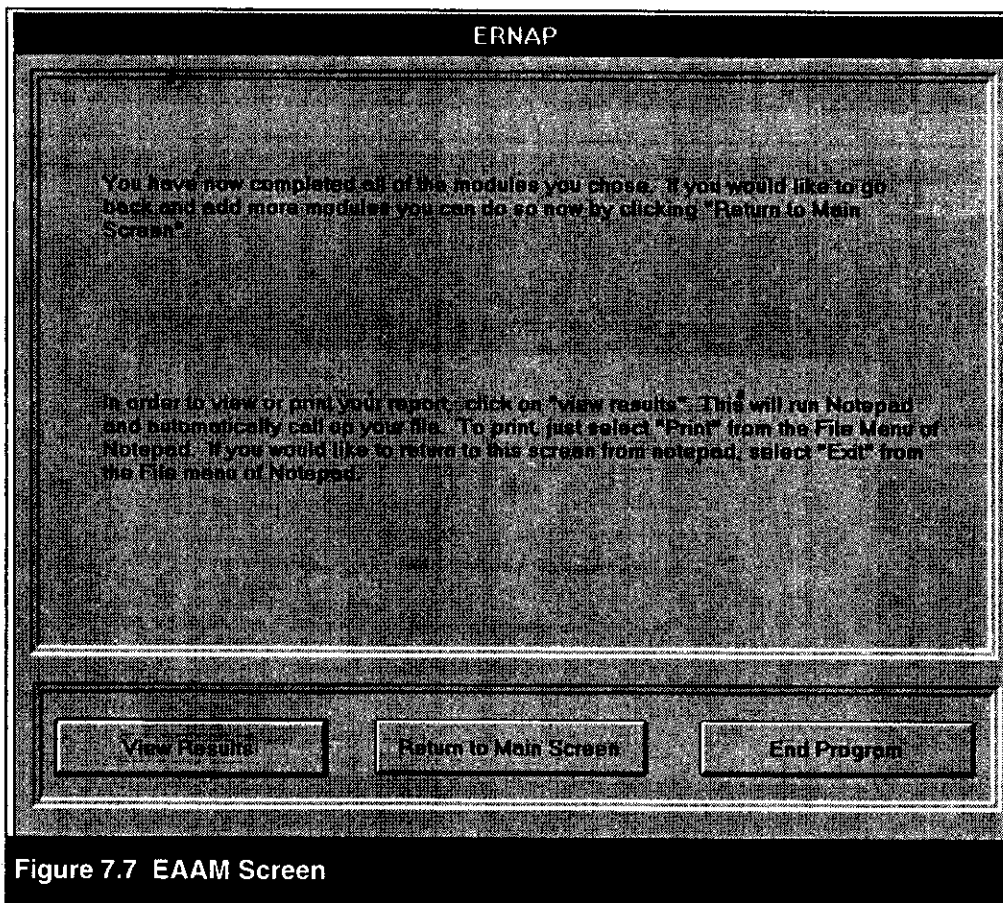 ERNAP
You have now completed all of the modules you chose. If you would like to go
back and add more modules you can do so now by clicking "Return to Main
Screen".
In order to view or print your report, click on "view results". This will run Notepad
and automatically call up your file. To print, just select "Print" from the File Menu of
Notepad. If you would like to return to this screen from notepad, select "Exit" from
the File menu of Notepad.
View Results
Return to Main Screen
End Program
Figure 7.7 EAAM Screen